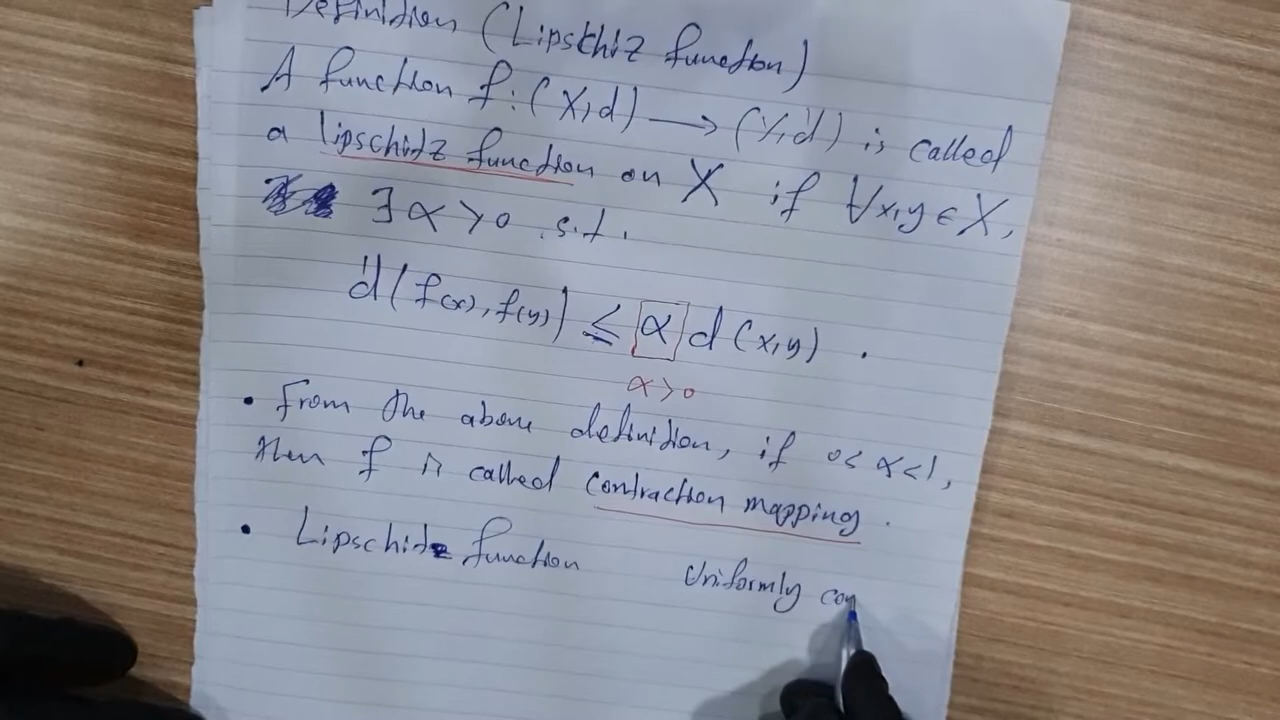 Definition (Lipschiz function)
A function f: (X,d) → (Y,d') is called
a lipschitz function on X if ∀x,y ∈ X,
∃ α > 0 s.t.
d'(f(x), f(y)) ≤ α d(x,y).
α > 0
• From the above definition, if 0 < α < 1,
then f is called contraction mapping.
• Lipschitz function Uniformly con